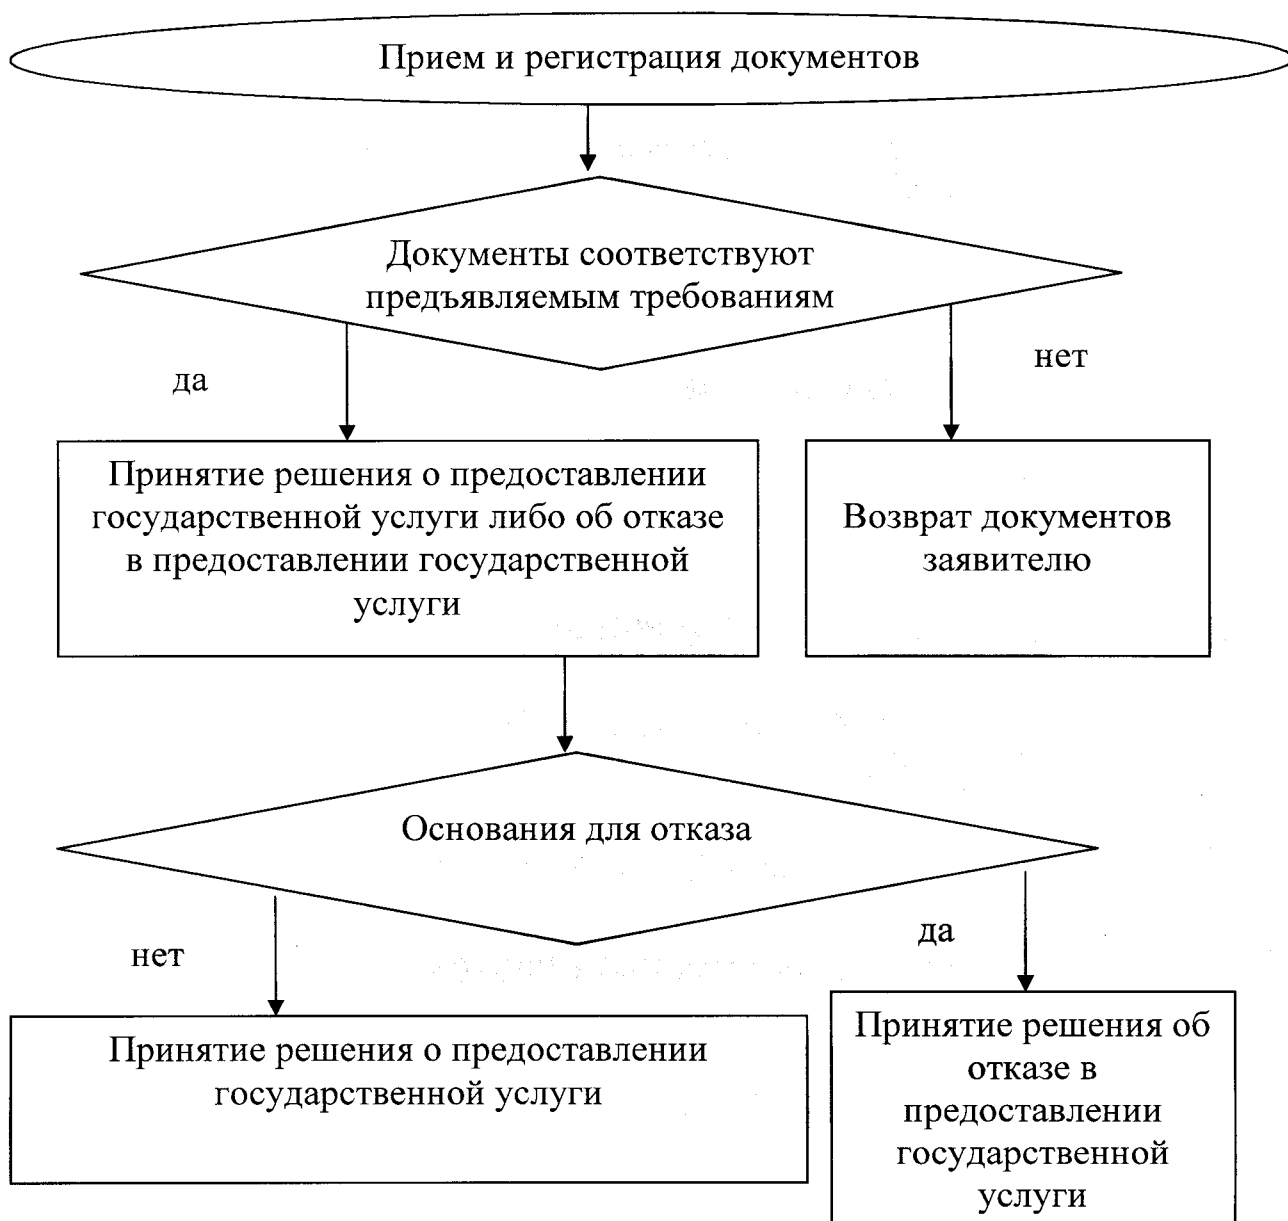 Прием и регистрация документов
Документы соответствуют
предъявляемым требованиям
да
нет
Принятие решения о предоставлении
государственной услуги либо об отказе
в предоставлении государственной
услуги
Возврат документов
заявителю
Основания для отказа
нет
да
Принятие решения о предоставлении
государственной услуги
Принятие решения об
отказе в
предоставлении
государственной
услуги